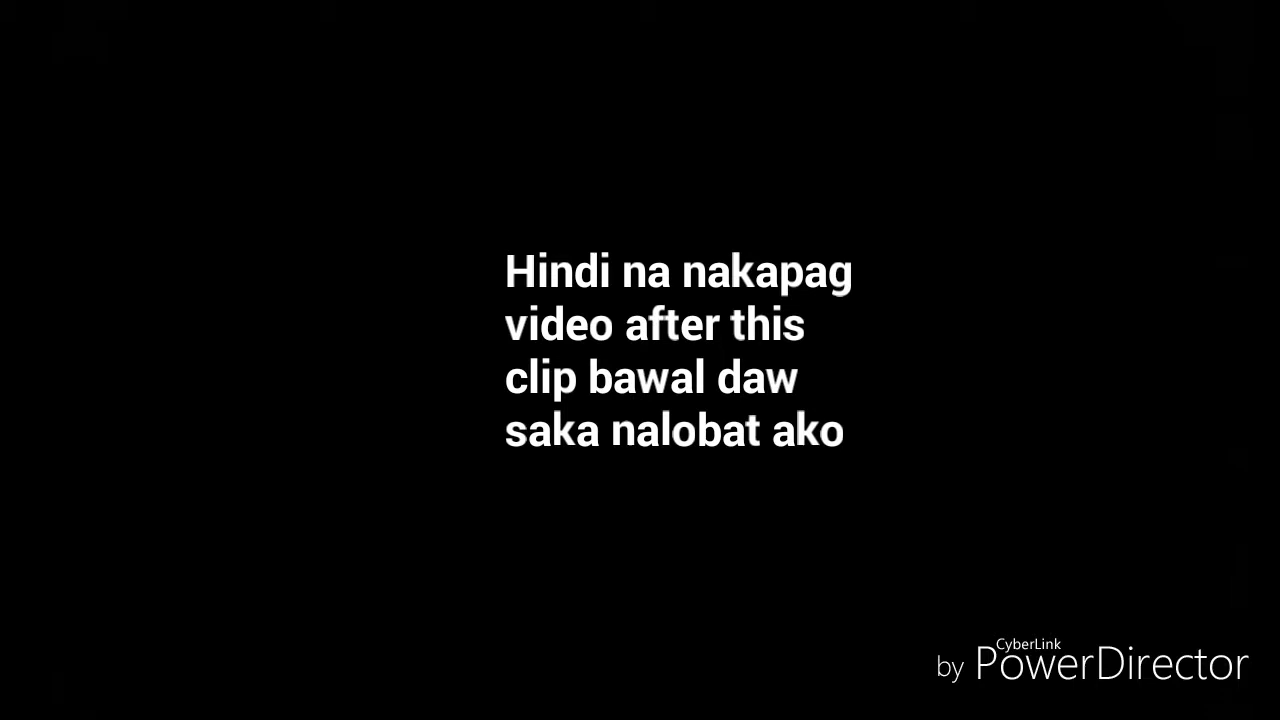 Hindi na nakapag
video after this
clip bawal daw
saka nalobat ako
CyberLink
by PowerDirector